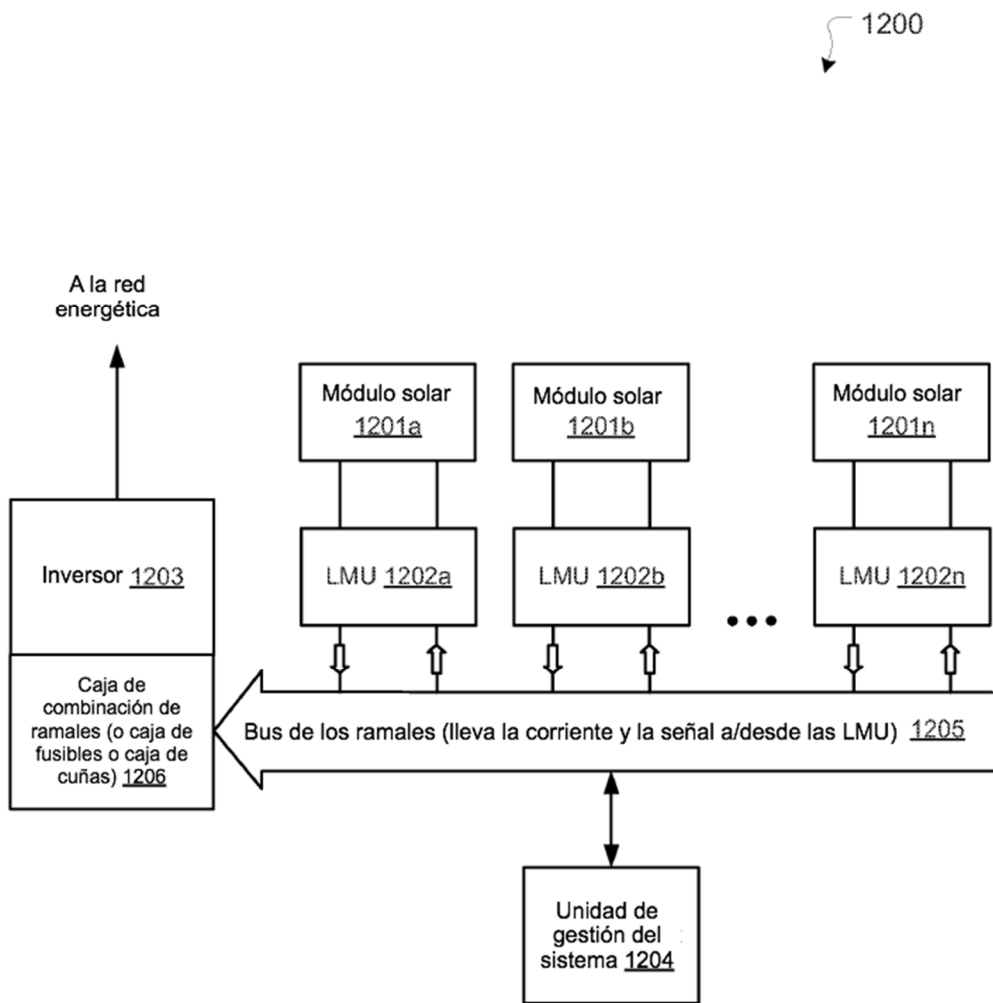 1200
A la red
energética
Módulo solar
1201a
Módulo solar
1201b
Módulo solar
1201n
Inversor 1203
LMU 1202a
LMU 1202b
LMU 1202n
Caja de
combinación de
ramales (o caja de
fusibles o caja de
cuñas) 1206
Bus de los ramales (lleva la corriente y la señal a/desde las LMU) 1205
Unidad de
gestión del
sistema 1204